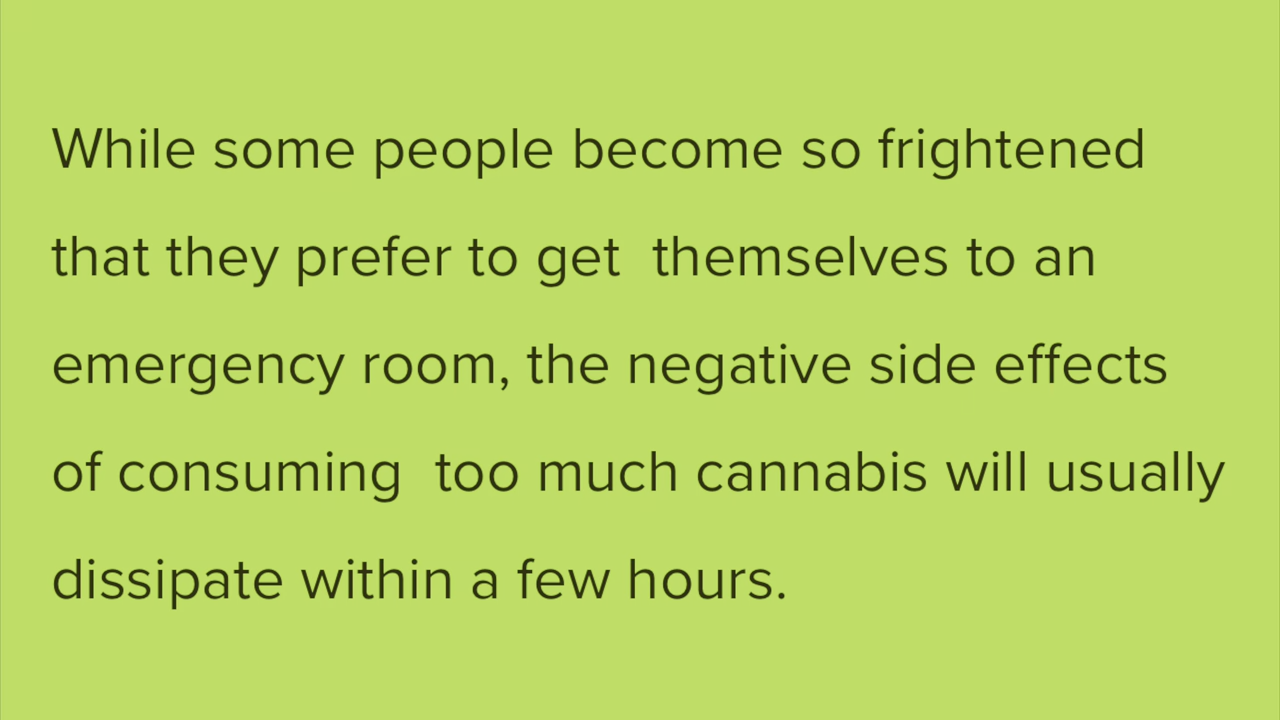 While some people become so frightened
that they prefer to get  themselves to an
emergency room, the negative side effects
of consuming  too much cannabis will usually
dissipate within a few hours.